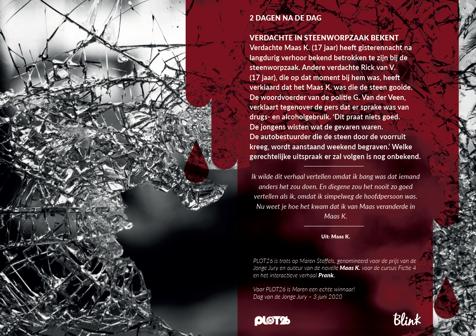 2 DAGEN NA DE DAG
VERDACHTE IN STEENWORPZAAK BEKENT
Verdachte Maas K. (17 jaar) heeft gisterennacht na
langdurig verhoor bekend betrokken te zijn bij de
steenworpzaak. Andere verdachte Rick van V.
(17 jaar), die op dat moment bij hem was, heeft
verklaard dat het Maas K. was die de steen gooide.
De woordvoerder van de politie G. Van der Veen,
verklaart tegenover de pers dat er sprake was van
drugs- en alcoholgebruik. 'Dit praat niets goed.
De jongens wisten wat de gevaren waren.
De autobestuurder die de steen door de voorruit
kreeg, wordt aanstaand weekend begraven.' Welke
gerechtelijke uitspraak er zal volgen is nog onbekend.
Ik wilde dit verhaal vertellen omdat ik bang was dat iemand
anders het zou doen. En diegene zou het nooit zo goed
vertellen als ik, omdat ik simpelweg de hoofdpersoon was.
Nu weet je hoe het kwam dat ik van Maas veranderde in
Maas K.
Uit: Maas K.
PLOT26 is trots op Maren Stoffels, genomineerd voor de prijs van de
Jonge Jury en auteur van de novelle Maas K. voor de cursus Fictie 4
en het interactieve verhaal Prank.
Voor PLOT26 is Maren een echte winnaar!
Dag van de Jonge Jury – 3 juni 2020
PLOT26
Blink